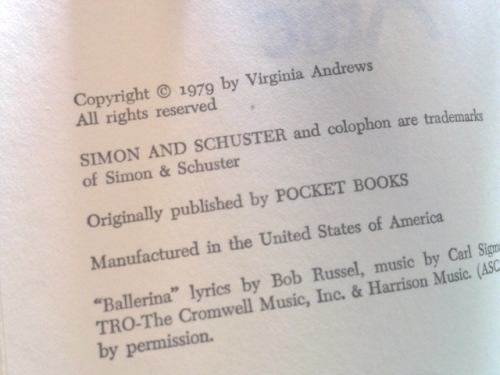 Copyright © 1979 by Virginia Andrews
All rights reserved
SIMON AND SCHUSTER and colophon are trademarks
of Simon & Schuster
Originally published by POCKET BOOKS
Manufactured in the United States of America
"Ballerina" lyrics by Bob Russel, music by Carl
TRO-The Cromwell Music, Inc. & Harrison Music.
by permission.